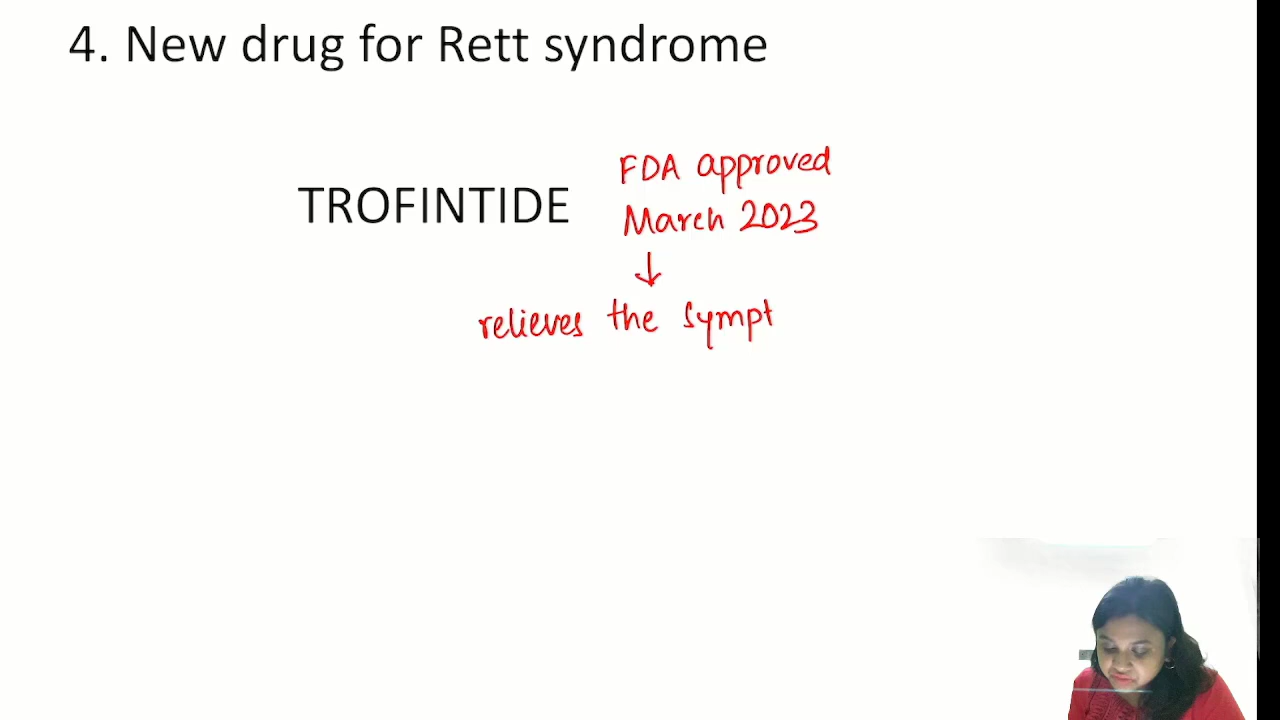 4. New drug for Rett syndrome
FDA approved
TROFINTIDE
March 2023
↓
relieves the sympt